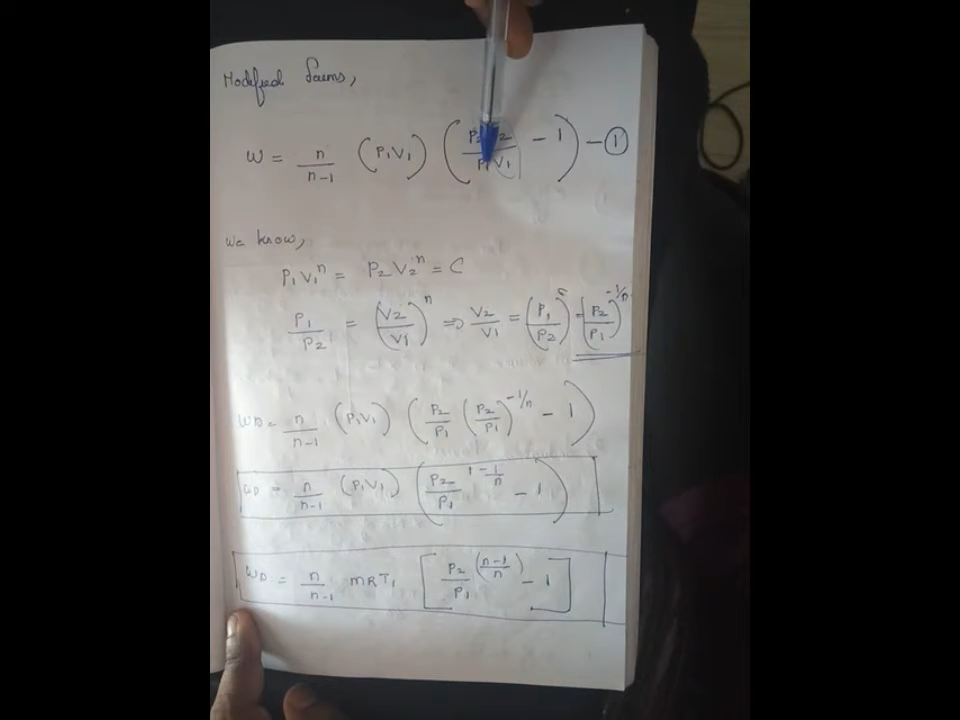 Modified Forms,
W = n/n-1 (P1V1) (P2V2/P1V1 - 1) - ①
We know,
P1V1^n = P2V2^n = C
P1/P2 = (V2/V1)^n ⇒ V2/V1 = (P1/P2) = (P2/P1)^-1/n
WD = n/n-1 (P1V1) (P2/P1 (P2/P1)^-1/n - 1)
WD = n/n-1 (P1V1) (P2/P1^1-1/n - 1)
WD = n/n-1 mRT1 [P2/P1^(n-1/n) - 1]